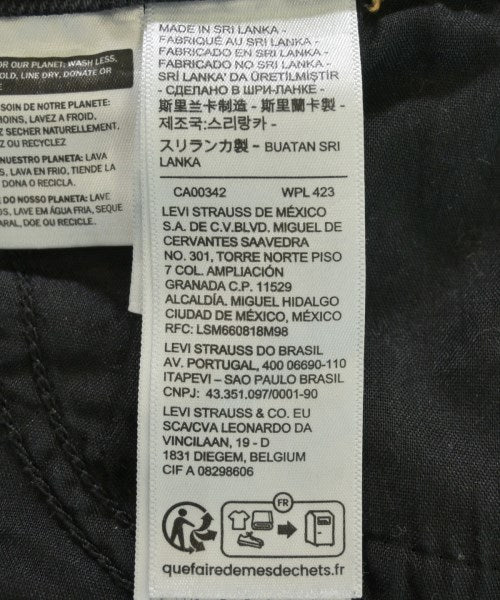 FOR OUR PLANET: WASH LESS,
OLD, LINE DRY, DONATE OR
SOIN DE NOTRE PLANETE:
MOINS, LAVEZ A FROID,
SECHER NATURELLEMENT,
Z OU RECYCLEZ
NUESTRO PLANETA: LAVA
S, LAVA EN FRIO, TIENDE LA
DONA O RECICLA.
DO NOSSO PLANETA: LAVE
OS, LAVE EM ÁGUA FRIA, SEQUE
ARAL, DOE OU RECICLE.
MADE IN SRI LANKA -
FABRIQUÉ AU SRI LANKA -
FABRICADO EN SRI LANKA -
FABRICADO NO SRI LANKA -
SRİ LANKA' DA ÜRETİLMİŞTİR
- СДЕЛАНО В ШРИ-ЛАНКЕ -
斯里兰卡制造 - 斯里蘭卡製 -
제조국:스리랑카 -
スリランカ製 - BUATAN SRI
LANKA
CA00342 WPL 423
LEVI STRAUSS DE MÉXICO
S.A. DE C.V.BLVD. MIGUEL DE
CERVANTES SAAVEDRA
NO. 301, TORRE NORTE PISO
7 COL. AMPLIACIÓN
GRANADA C.P. 11529
ALCALDÍA. MIGUEL HIDALGO
CIUDAD DE MÉXICO, MÉXICO
RFC: LSM660818M98
LEVI STRAUSS DO BRASIL
AV. PORTUGAL, 400 06690-110
ITAPEVI – SAO PAULO BRASIL
CNPJ: 43.351.097/0001-90
LEVI STRAUSS & CO. EU
SCA/CVA LEONARDO DA
VINCILAAN, 19 - D
1831 DIEGEM, BELGIUM
CIF A 08298606
FR
quefairedemesdechets.fr